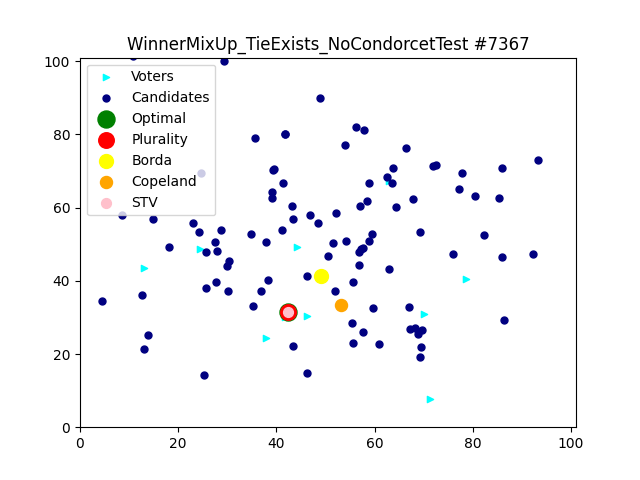 WinnerMixUp_TieExists_NoCondorcetTest #7367
Voters
Candidates
Optimal
Plurality
Borda
Copeland
STV
100
80
60
40
20
0
0 20 40 60 80 100